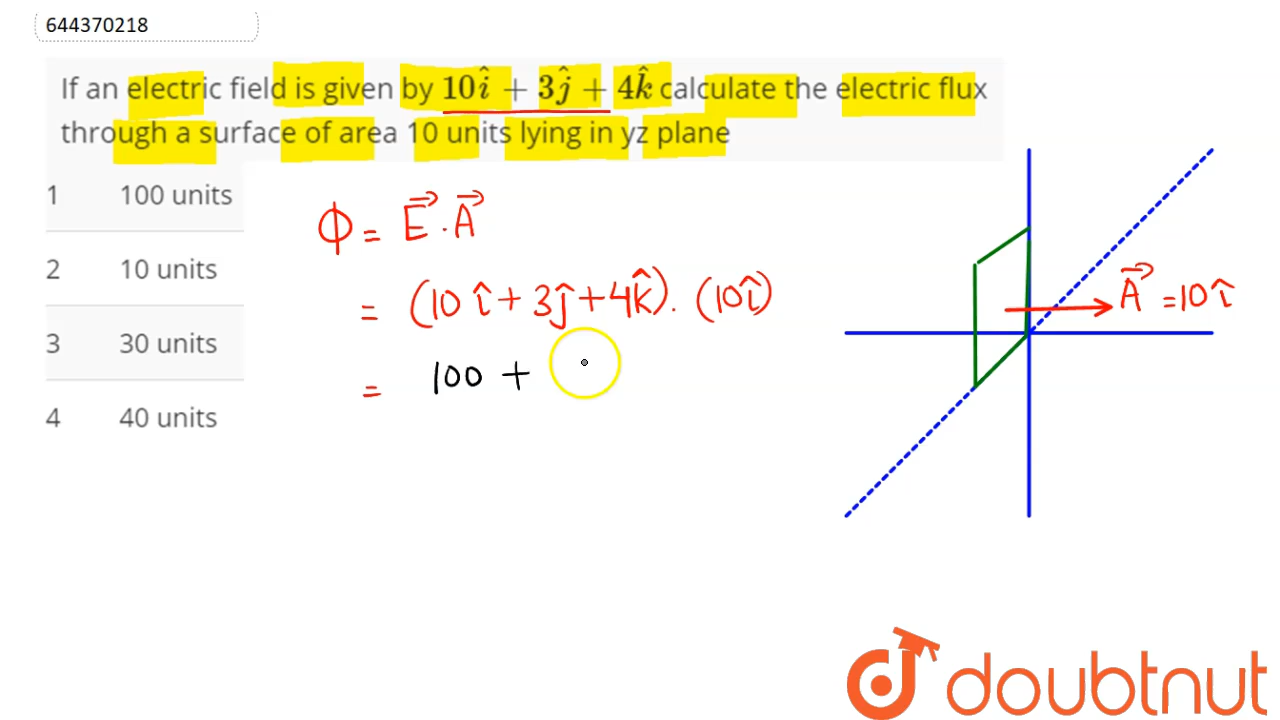 644370218
If an electric field is given by 10î + 3ĵ + 4k̂ calculate the electric flux
through a surface of area 10 units lying in yz plane
1 100 units
2 10 units
3 30 units
4 40 units
ϕ = E⃗ . A⃗
= (10î + 3ĵ + 4k̂) . (10î)
= 100 +
A⃗ = 10î
doubtnut